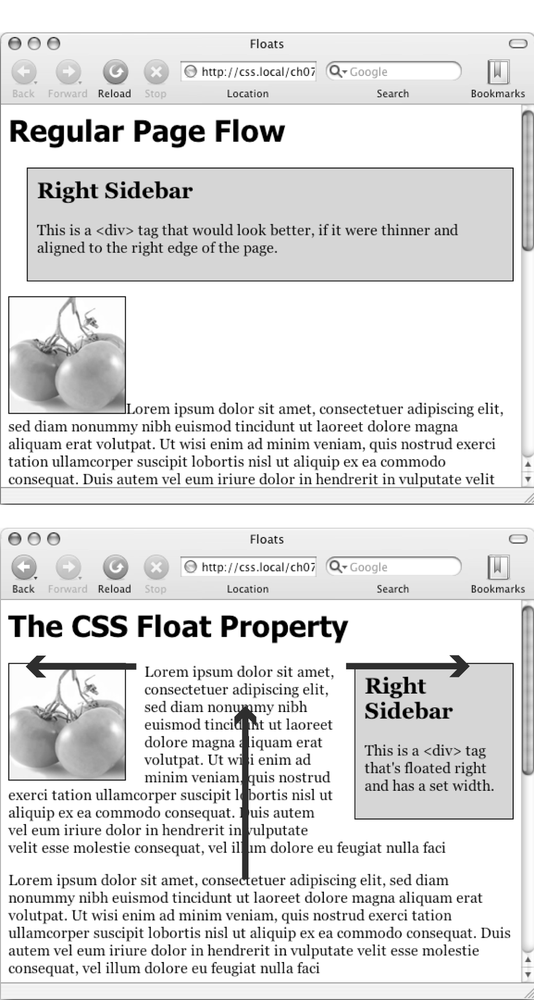 Floats
http://css.local/ch07
Google
Back Forward Reload Stop Location Search Bookmarks
Regular Page Flow
Right Sidebar
This is a <div> tag that would look better, if it were thinner and
aligned to the right edge of the page.
Lorem ipsum dolor sit amet, consectetuer adipiscing elit,
sed diam nonummy nibh euismod tincidunt ut laoreet dolore magna
aliquam erat volutpat. Ut wisi enim ad minim veniam, quis nostrud exerci
tation ullamcorper suscipit lobortis nisl ut aliquip ex ea commodo
consequat. Duis autem vel eum iriure dolor in hendrerit in vulputate velit
Floats
http://css.local/ch07
Google
Back Forward Reload Stop Location Search Bookmarks
The CSS Float Property
Lorem ipsum dolor sit amet,
consectetuer adipiscing elit,
sed diam nonummy nibh
euismod tincidunt ut laoreet
dolore magna aliquam erat
volutpat. Ut wisi enim ad
minim veniam, quis nostrud
exerci tation ullamcorper suscipit lobortis nisl ut
aliquip ex ea commodo consequat. Duis autem
vel eum iriure dolor in hendrerit in vulputate
velit esse molestie consequat, vel illum dolore eu feugiat nulla faci
Right
Sidebar
This is a <div> tag
that's floated right
and has a set width.
Lorem ipsum dolor sit amet, consectetuer adipiscing elit, sed diam
nonummy nibh euismod tincidunt ut laoreet dolore magna aliquam erat
volutpat. Ut wisi enim ad minim veniam, quis nostrud exerci tation
ullamcorper suscipit lobortis nisl ut aliquip ex ea commodo consequat. Duis
autem vel eum iriure dolor in hendrerit in vulputate velit esse molestie
consequat, vel illum dolore eu feugiat nulla faci